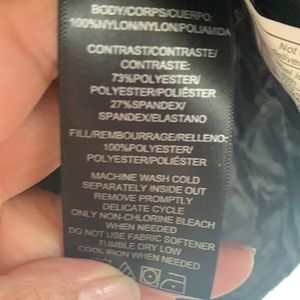 BODY/CORPS/CUERPO:
100%NYLON/NYLON/POLIAMIDA
CONTRAST/CONTRASTE/
CONTRASTE:
73%POLYESTER/
POLYESTER/POLIÉSTER
27%SPANDEX/
SPANDEX/ELASTANO
FILL/REMBOURRAGE/RELLENO:
100%POLYESTER/
POLYESTER/POLIÉSTER
MACHINE WASH COLD
SEPARATELY INSIDE OUT
REMOVE PROMPTLY
DELICATE CYCLE
ONLY NON-CHLORINE BLEACH
WHEN NEEDED
DO NOT USE FABRIC SOFTENER
TUMBLE DRY LOW
COOL IRON WHEN NEEDED
Not